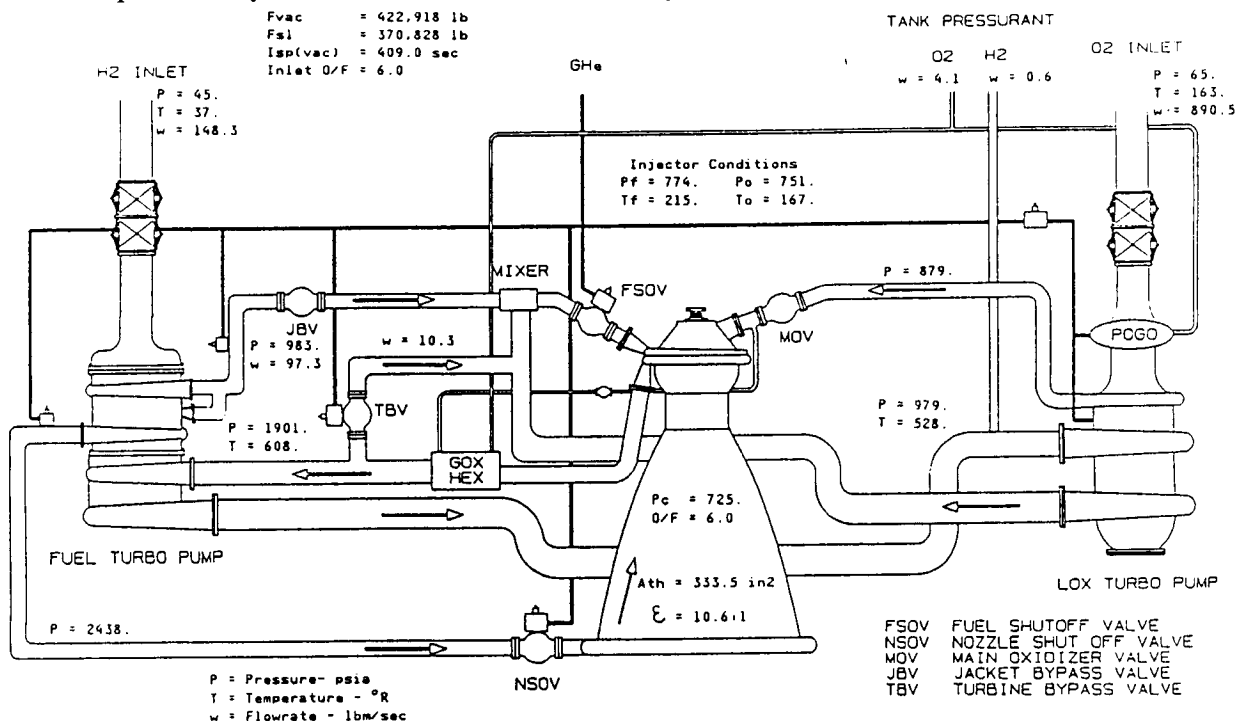 Fvac = 422,918 lb
Fsl = 370,828 lb
Isp(vac) = 409.0 sec
Inlet O/F = 6.0
TANK PRESSURANT
O2 H2
w = 4.1 w = 0.6
O2 INLET
P = 65.
T = 163.
w = 890.5
H2 INLET
P = 45.
T = 37.
w = 148.3
GHe
Injector Conditions
Pf = 774. Po = 751.
Tf = 215. To = 167.
MIXER
FSOV
MOV
P = 879.
POGO
JBV
P = 983.
w = 97.3
w = 10.3
TBV
P = 1901.
T = 608.
GOX
HEX
P = 979.
T = 528.
Pc = 725.
O/F = 6.0
FUEL TURBO PUMP
LOX TURBO PUMP
Ath = 333.5 in2
Ɛ = 10.6:1
P = 2438.
NSOV
P = Pressure- psia
T = Temperature - °R
w = Flowrate - lbm/sec
FSOV FUEL SHUTOFF VALVE
NSOV NOZZLE SHUT OFF VALVE
MOV MAIN OXIDIZER VALVE
JBV JACKET BYPASS VALVE
TBV TURBINE BYPASS VALVE